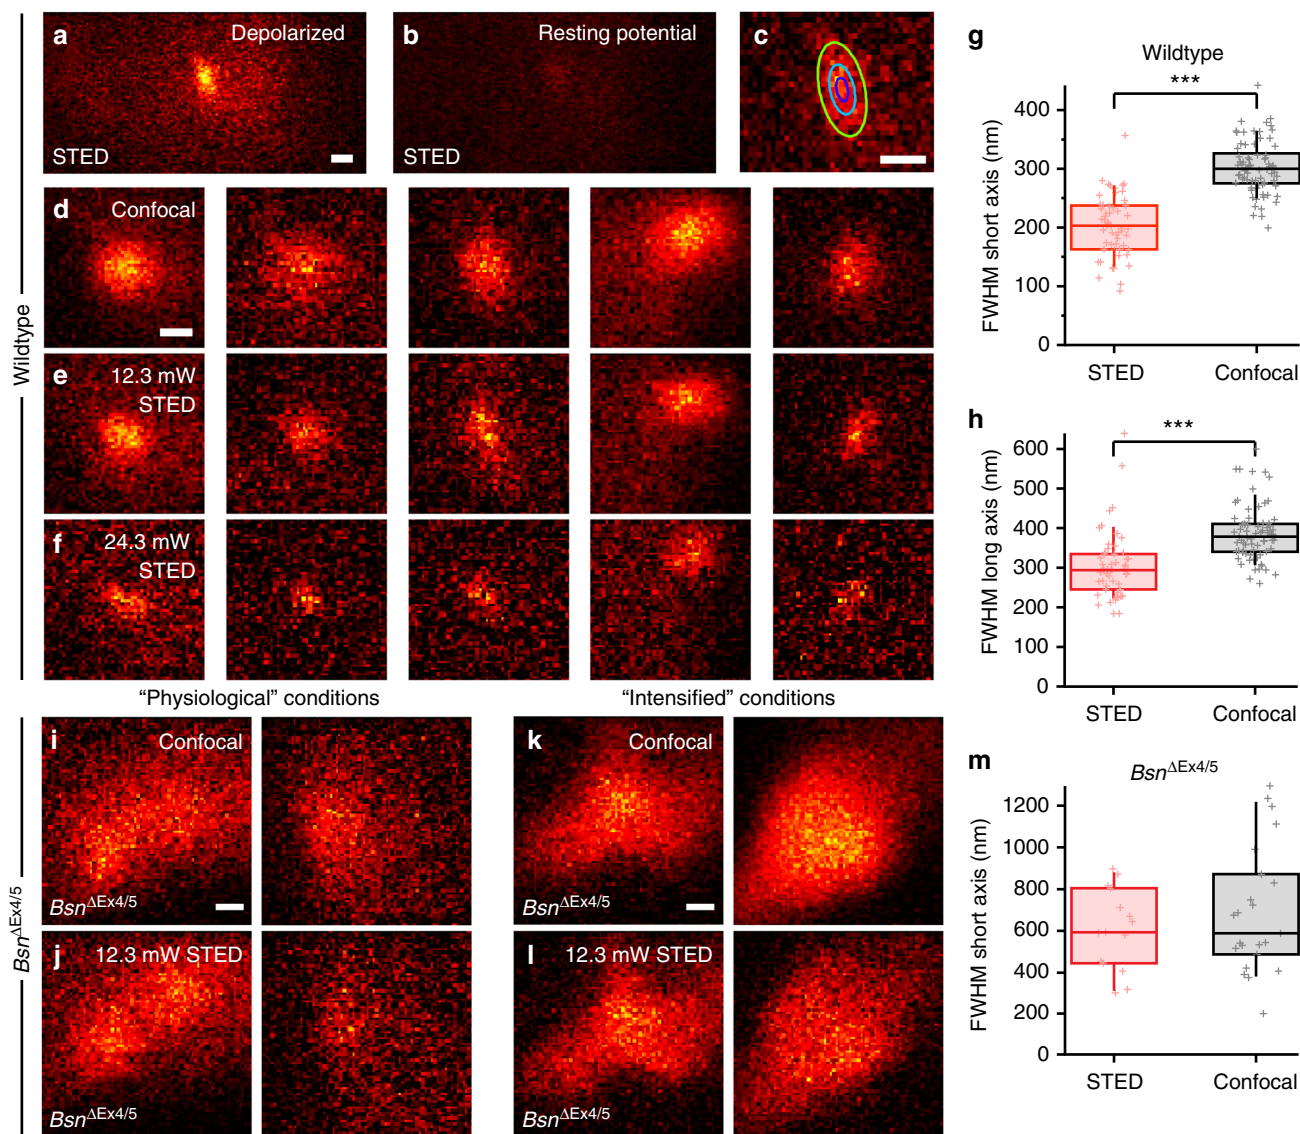 a
Depolarized
STED
b
Resting potential
STED
c
Wildtype
d
Confocal
e
12.3 mW
STED
f
24.3 mW
STED
"Physiological" conditions
"Intensified" conditions
Bsn^ΔEx4/5
i
Confocal
Bsn^ΔEx4/5
k
Confocal
Bsn^ΔEx4/5
j
12.3 mW STED
Bsn^ΔEx4/5
l
12.3 mW STED
Bsn^ΔEx4/5
g
Wildtype
***
FWHM short axis (nm)
400
300
200
100
0
STED
Confocal
h
***
FWHM long axis (nm)
600
500
400
300
200
100
0
STED
Confocal
m
Bsn^ΔEx4/5
FWHM short axis (nm)
1200
1000
800
600
400
200
0
STED
Confocal